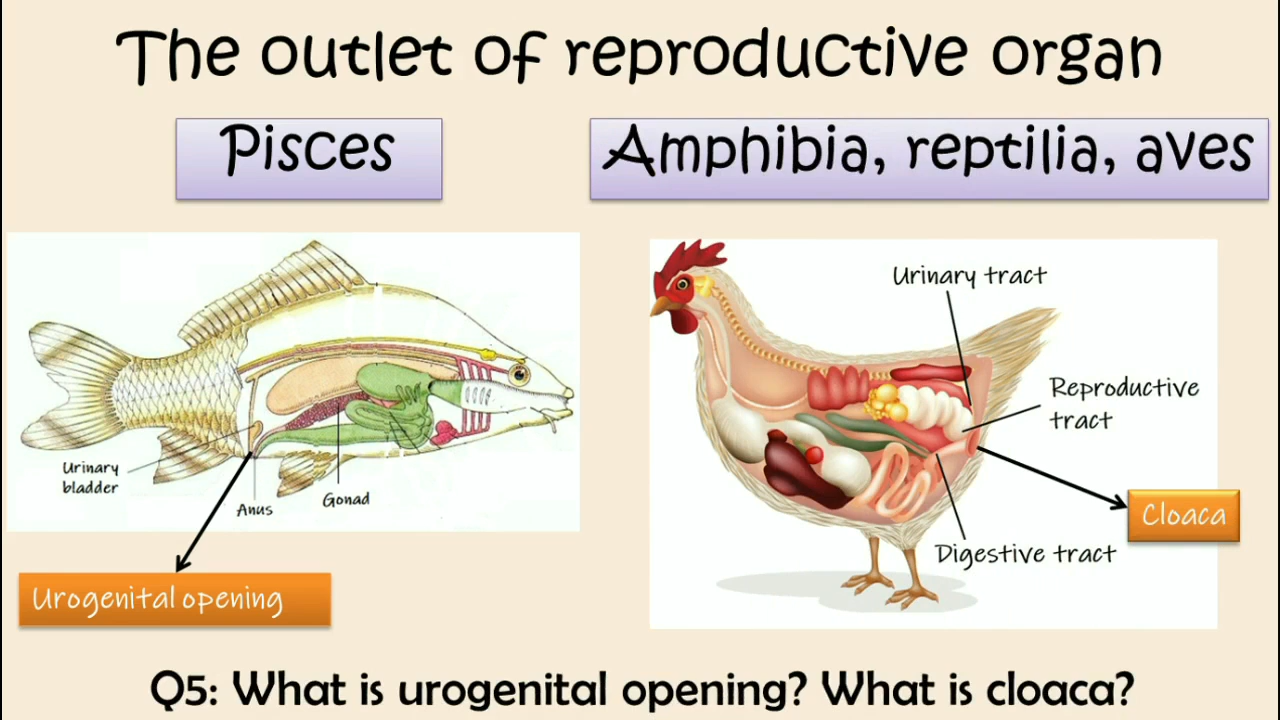 The outlet of reproductive organ
Pisces
Amphibia, reptilia, aves
Urinary
bladder
Anus
Gonad
Urogenital opening
Urinary tract
Reproductive
tract
Cloaca
Digestive tract
Q5: What is urogenital opening? What is cloaca?